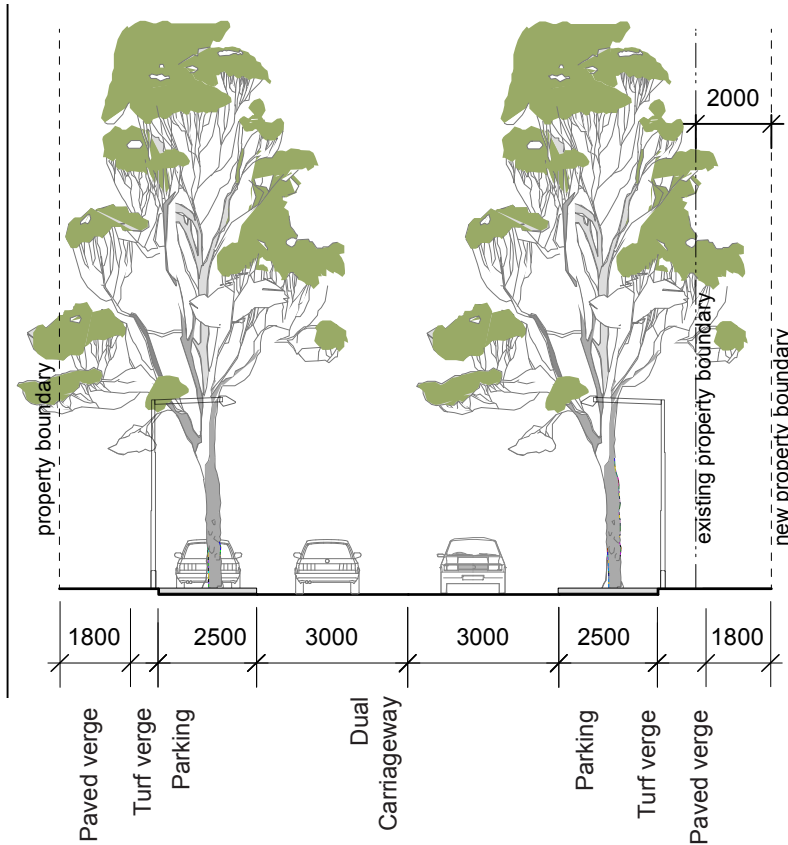 2000
property boundary
existing property boundary
new property boundary
1800
2500
3000
3000
2500
1800
Paved verge
Turf verge
Parking
Dual
Carriageway
Parking
Turf verge
Paved verge